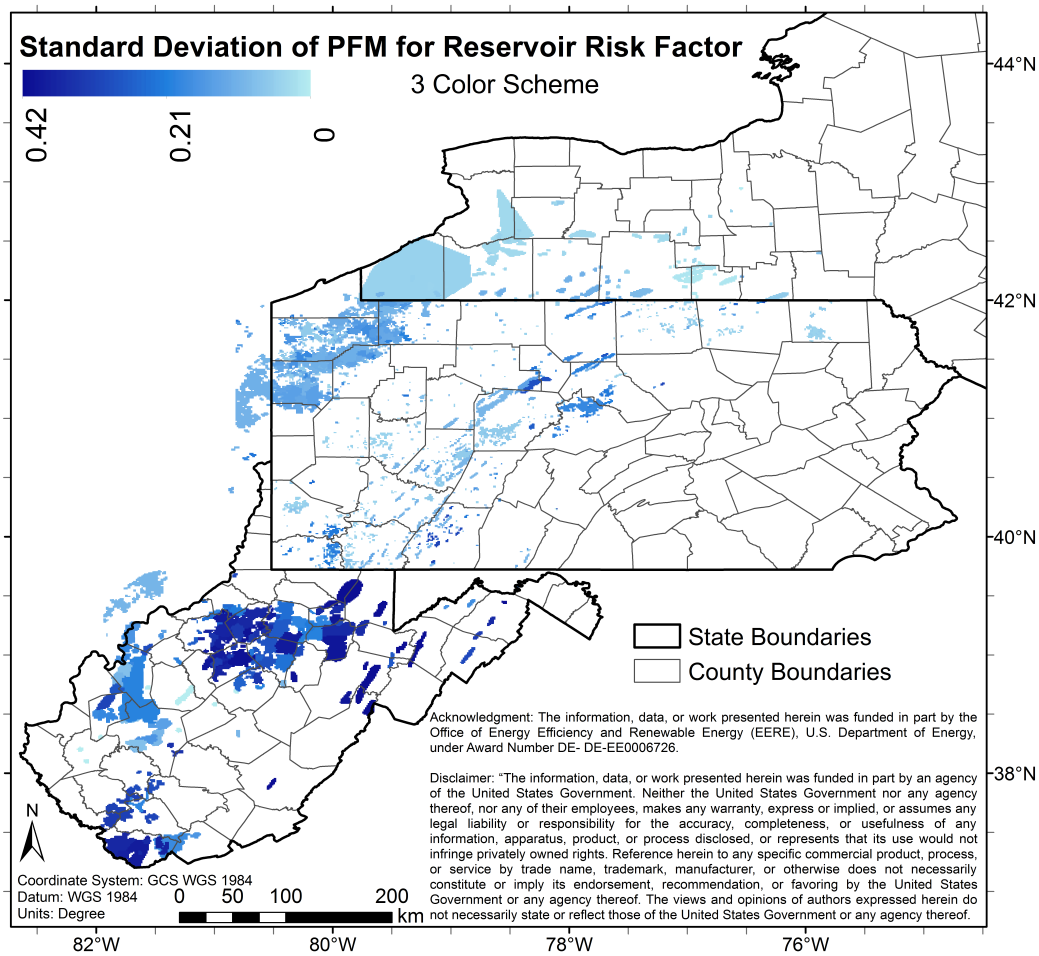 Standard Deviation of PFM for Reservoir Risk Factor
3 Color Scheme
0.42
0.21
0
44°N
42°N
40°N
38°N
State Boundaries
County Boundaries
Acknowledgment: The information, data, or work presented herein was funded in part by the
Office of Energy Efficiency and Renewable Energy (EERE), U.S. Department of Energy,
under Award Number DE- DE-EE0006726.
Disclaimer: “The information, data, or work presented herein was funded in part by an agency
of the United States Government. Neither the United States Government nor any agency
thereof, nor any of their employees, makes any warranty, express or implied, or assumes any
legal liability or responsibility for the accuracy, completeness, or usefulness of any
information, apparatus, product, or process disclosed, or represents that its use would not
infringe privately owned rights. Reference herein to any specific commercial product, process,
or service by trade name, trademark, manufacturer, or otherwise does not necessarily
constitute or imply its endorsement, recommendation, or favoring by the United States
Government or any agency thereof. The views and opinions of authors expressed herein do
not necessarily state or reflect those of the United States Government or any agency thereof.
N
Coordinate System: GCS WGS 1984
Datum: WGS 1984
Units: Degree
0 50 100 200
km
82°W 80°W 78°W 76°W